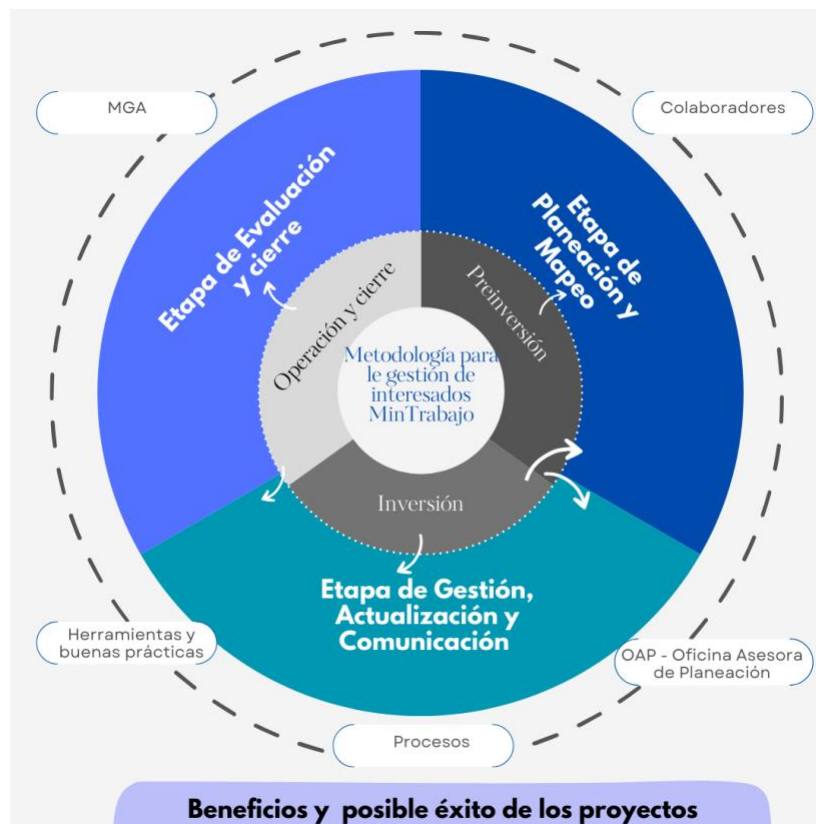 MGA
Colaboradores
Etapa de Evaluación
y cierre
Etapa de
Planeación y
Mapeo
Operación y cierre
Preinversión
Metodología para
le gestión de
interesados
MinTrabajo
Inversión
Etapa de Gestión,
Actualización y
Comunicación
Herramientas y
buenas prácticas
OAP - Oficina Asesora
de Planeación
Procesos
Beneficios y posible éxito de los proyectos